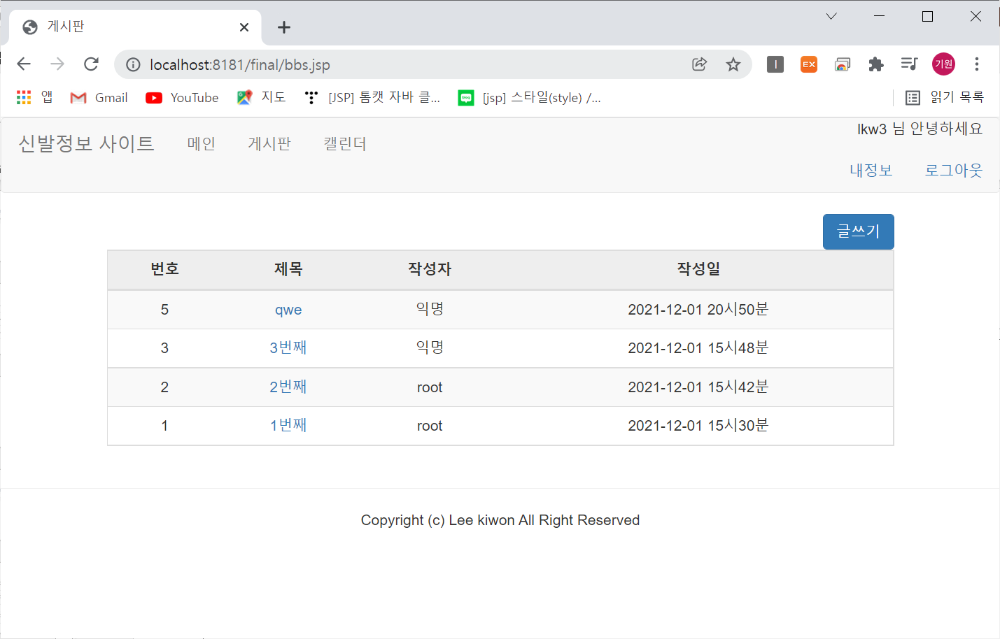 게시판
localhost:8181/final/bbs.jsp
I
EX
기원
앱 Gmail YouTube 지도 [JSP] 톰캣 자바 클... blog [jsp] 스타일(style) /... 읽기 목록
lkw3 님 안녕하세요
신발정보 사이트 메인 게시판 캘린더
내정보 로그아웃
글쓰기
번호 제목 작성자 작성일
5 qwe 익명 2021-12-01 20시50분
3 3번째 익명 2021-12-01 15시48분
2 2번째 root 2021-12-01 15시42분
1 1번째 root 2021-12-01 15시30분
Copyright (c) Lee kiwon All Right Reserved